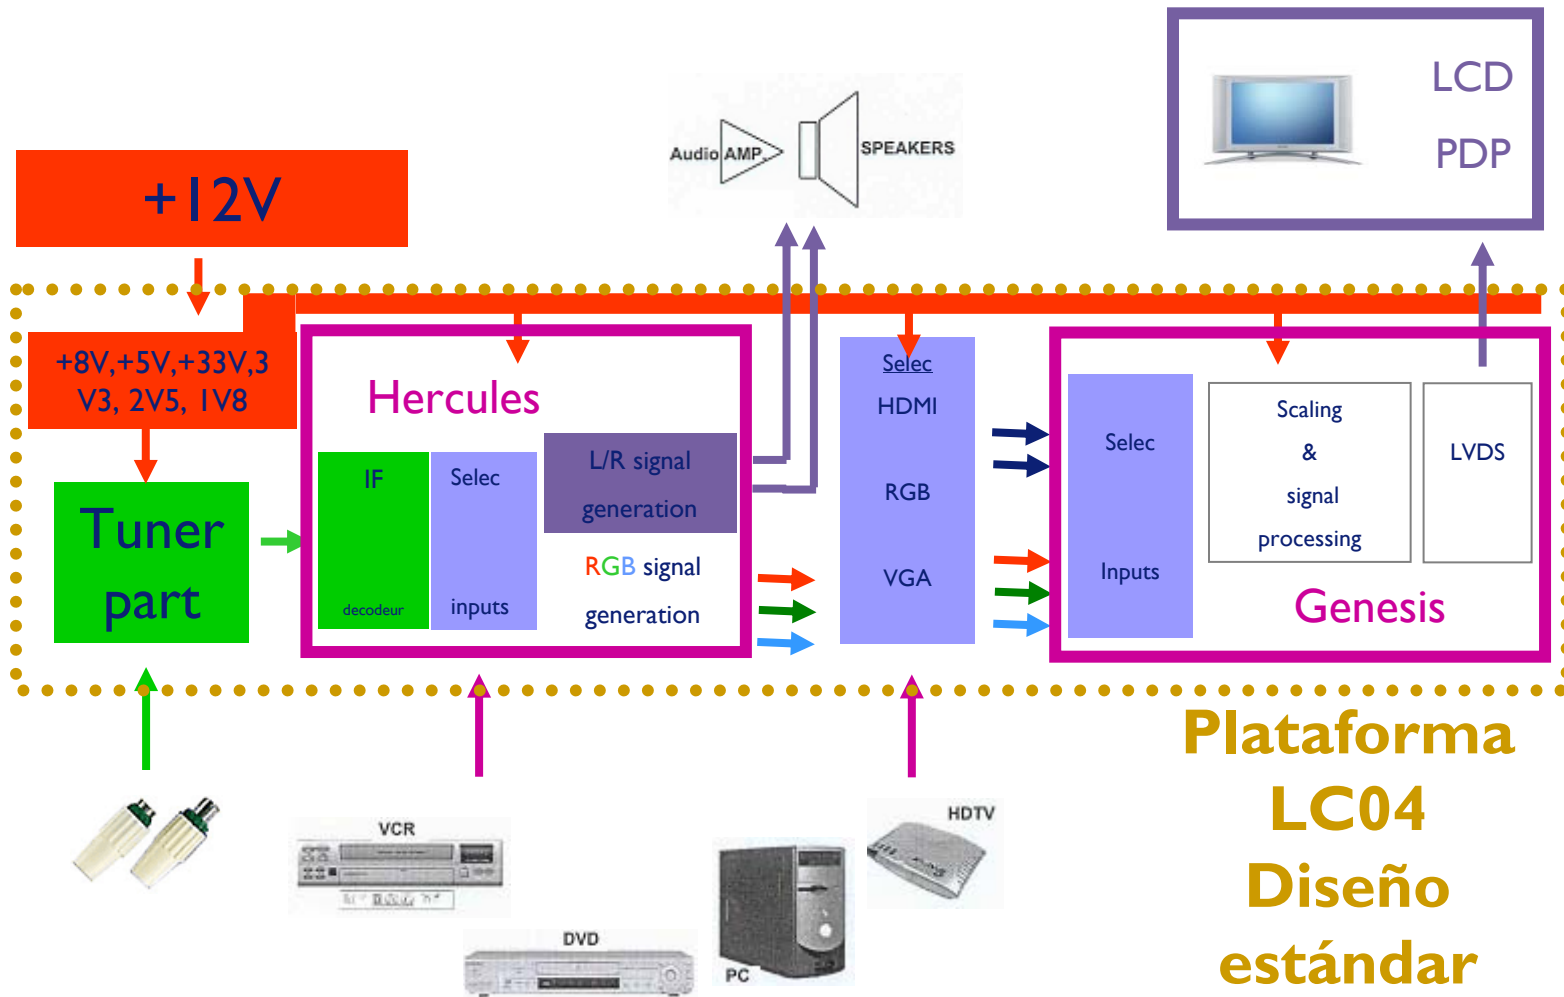 LCD
PDP
Audio AMP.
SPEAKERS
+12V
+8V,+5V,+33V,3
V3, 2V5, 1V8
Tuner
part
Hercules
IF
decodeur
Selec
inputs
L/R signal
generation
RGB signal
generation
Selec
HDMI
RGB
VGA
Selec
Inputs
Scaling
&
signal
processing
LVDS
Genesis
VCR
DVD
PC
HDTV
Plataforma
LC04
Diseño
estándar